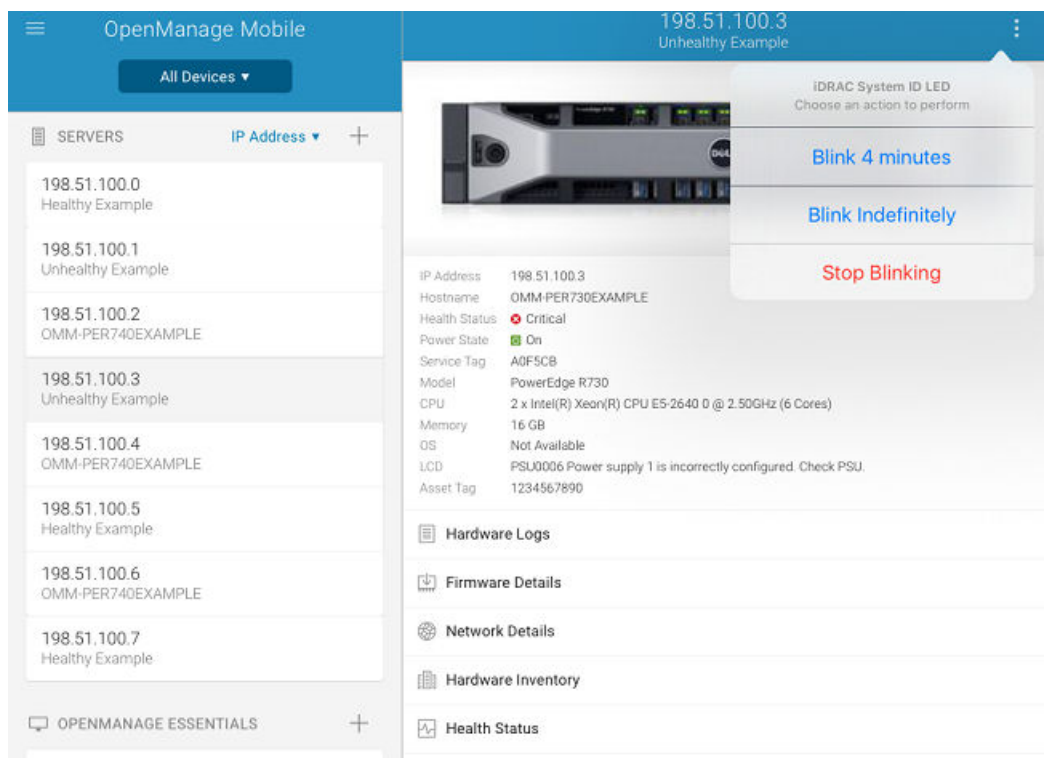 OpenManage Mobile
All Devices ▾
SERVERS IP Address ▾
198.51.100.0
Healthy Example
198.51.100.1
Unhealthy Example
198.51.100.2
OMM-PER740EXAMPLE
198.51.100.3
Unhealthy Example
198.51.100.4
OMM-PER740EXAMPLE
198.51.100.5
Healthy Example
198.51.100.6
OMM-PER740EXAMPLE
198.51.100.7
Healthy Example
OPENMANAGE ESSENTIALS
198.51.100.3
Unhealthy Example
iDRAC System ID LED
Choose an action to perform
Blink 4 minutes
Blink Indefinitely
Stop Blinking
IP Address 198.51.100.3
Hostname OMM-PER730EXAMPLE
Health Status Critical
Power State On
Service Tag A0F5CB
Model PowerEdge R730
CPU 2 x Intel(R) Xeon(R) CPU E5-2640 0 @ 2.50GHz (6 Cores)
Memory 16 GB
OS Not Available
LCD PSU0006 Power supply 1 is incorrectly configured. Check PSU.
Asset Tag 1234567890
Hardware Logs
Firmware Details
Network Details
Hardware Inventory
Health Status